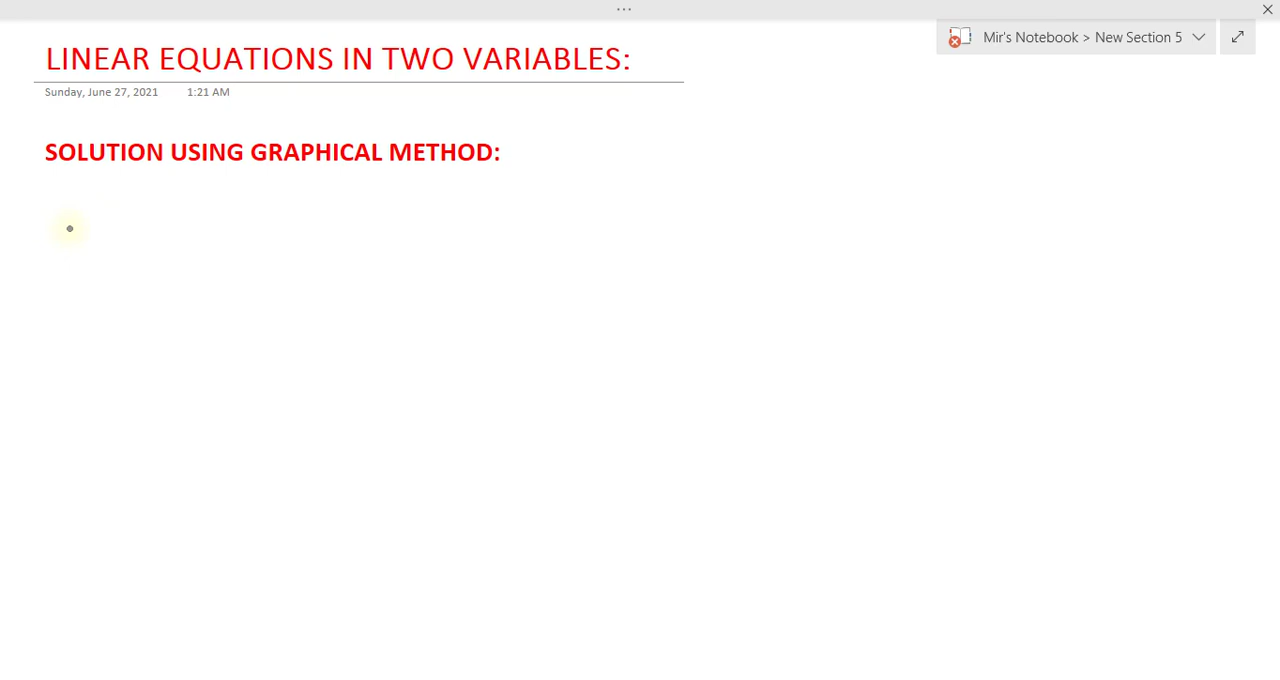 ...
Mir's Notebook > New Section 5
LINEAR EQUATIONS IN TWO VARIABLES:
Sunday, June 27, 2021 1:21 AM
SOLUTION USING GRAPHICAL METHOD: